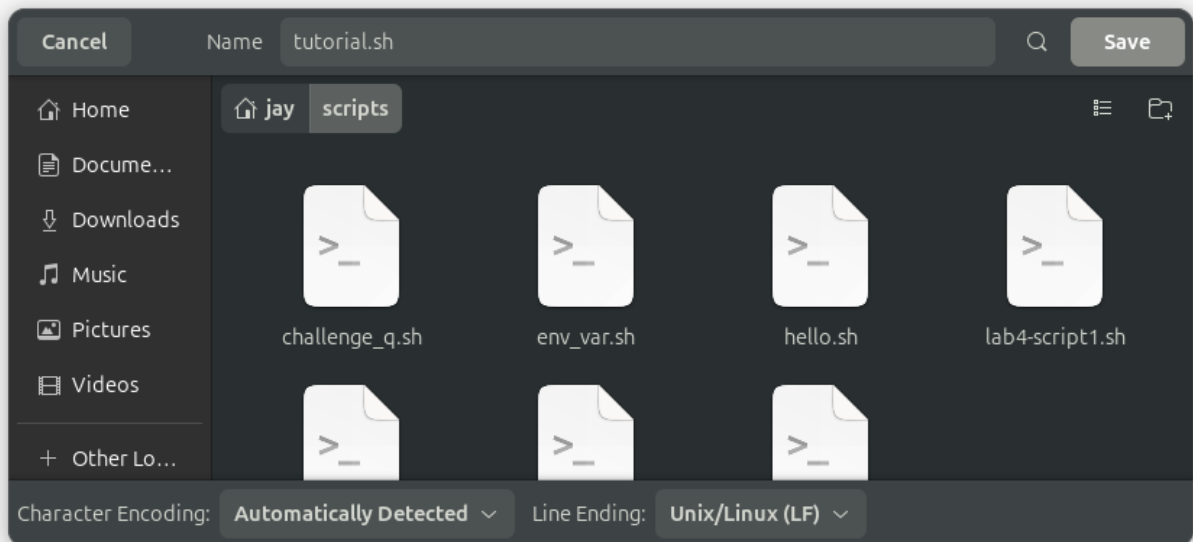 Cancel Name tutorial.sh Save
Home
Docume...
Downloads
Music
Pictures
Videos
Other Lo...
jay scripts
>_ >_ >_ >_
challenge_q.sh env_var.sh hello.sh lab4-script1.sh
>_ >_ >_
Character Encoding: Automatically Detected Line Ending: Unix/Linux (LF)